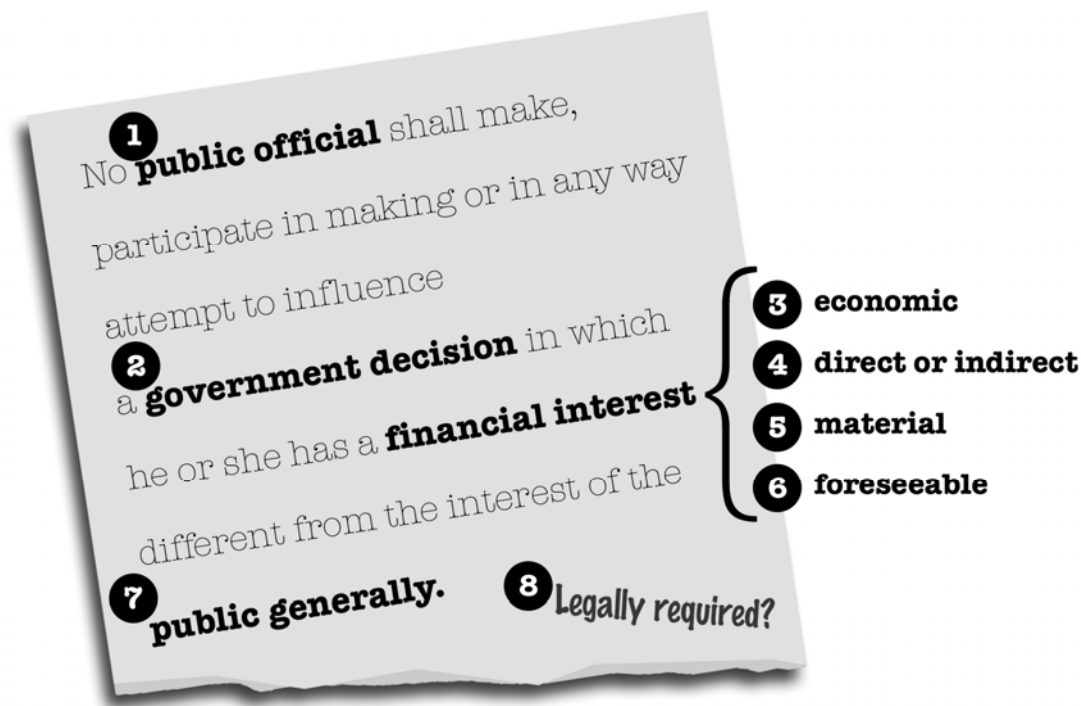 1
No public official shall make,
participate in making or in any way
attempt to influence
2
a government decision in which
he or she has a financial interest
3 economic
4 direct or indirect
5 material
6 foreseeable
different from the interest of the
7
public generally.
8 Legally required?